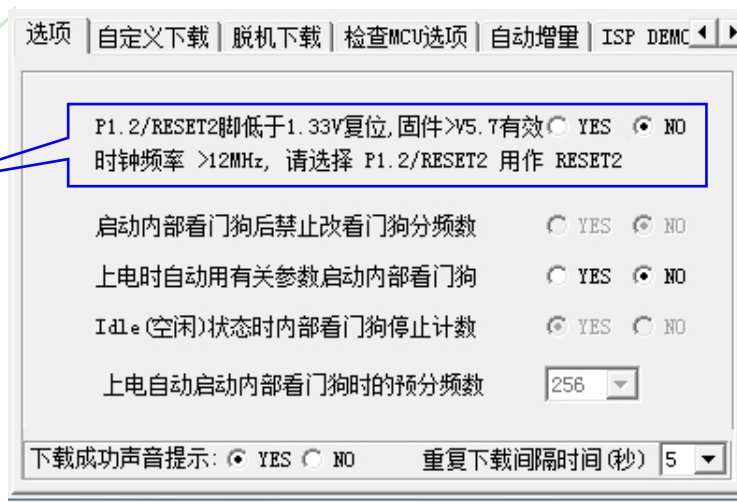 选项 自定义下载 脱机下载 检查MCU选项 自动增量 ISP DEMO
P1.2/RESET2脚低于1.33V复位,固件>V5.7有效 YES NO
时钟频率 >12MHz, 请选择 P1.2/RESET2 用作 RESET2
启动内部看门狗后禁止改看门狗分频数 YES NO
上电时自动用有关参数启动内部看门狗 YES NO
Idle(空闲)状态时内部看门狗停止计数 YES NO
上电自动启动内部看门狗时的预分频数 256
下载成功声音提示: YES NO 重复下载间隔时间(秒) 5